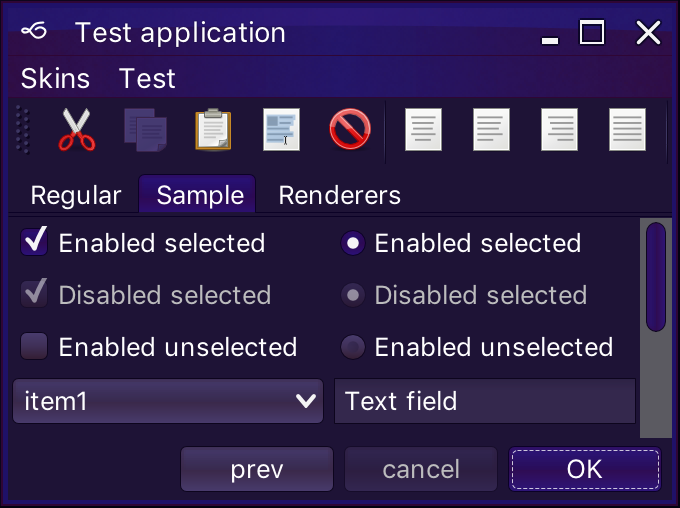 Test application
Skins Test
Regular Sample Renderers
Enabled selected Enabled selected
Disabled selected Disabled selected
Enabled unselected Enabled unselected
item1 Text field
prev cancel OK